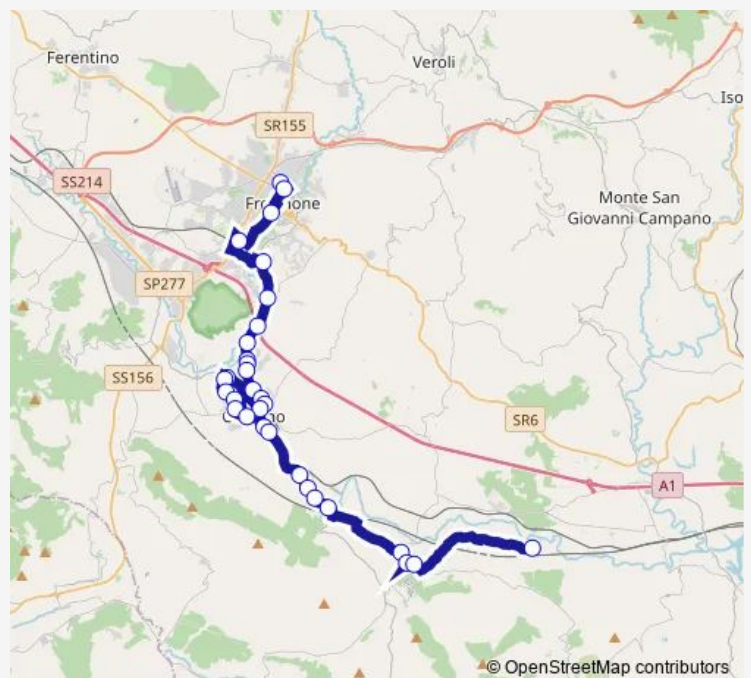 Ferentino
Veroli
SR155
Iso
SS214
Monte San
Giovanni Campano
SP277
SS156
SR6
A1
© OpenStreetMap contributors